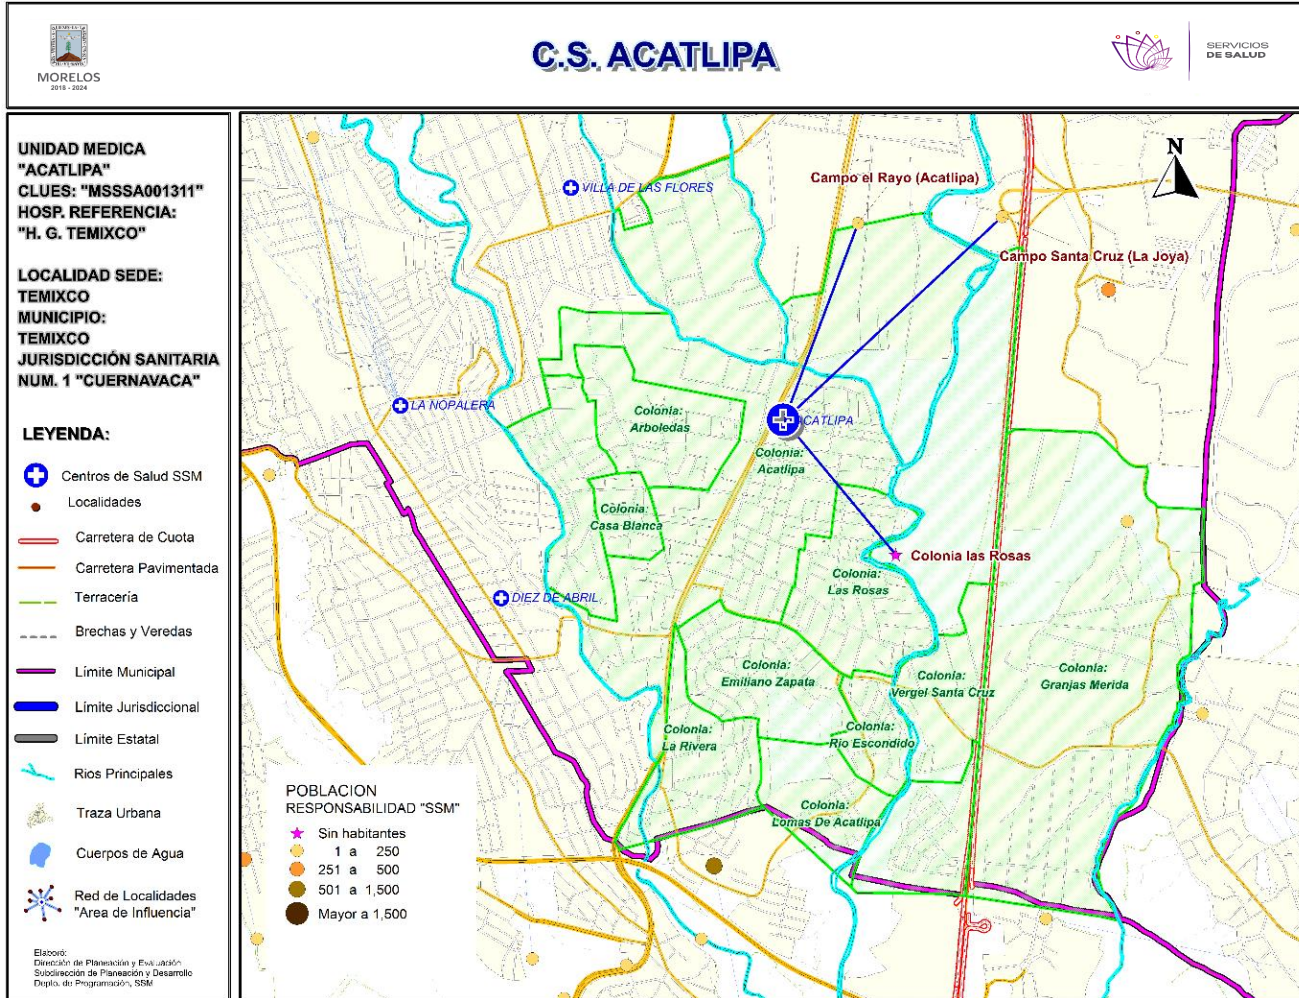 MORELOS
2018 - 2024
C.S. ACATLIPA
SERVICIOS
DE SALUD
UNIDAD MEDICA
"ACATLIPA"
CLUES: "MSSSA001311"
HOSP. REFERENCIA:
"H. G. TEMIXCO"
LOCALIDAD SEDE:
TEMIXCO
MUNICIPIO:
TEMIXCO
JURISDICCIÓN SANITARIA
NUM. 1 "CUERNAVACA"
LEYENDA:
Centros de Salud SSM
Localidades
Carretera de Cuota
Carretera Pavimentada
Terracería
Brechas y Veredas
Límite Municipal
Límite Jurisdiccional
Límite Estatal
Rios Principales
Traza Urbana
Cuerpos de Agua
Red de Localidades
"Area de Influencia"
Elaboró:
Dirección de Planeación y Evaluación
Subdirección de Planeación y Desarrollo
Depto. de Programación, SSM
N
VILLA DE LAS FLORES
Campo el Rayo (Acatlipa)
Campo Santa Cruz (La Joya)
LA NOPALERA
Colonia:
Arboledas
ACATLIPA
Colonia:
Acatlipa
Colonia:
Casa Blanca
Colonia las Rosas
Colonia:
Las Rosas
DIEZ DE ABRIL
Colonia:
Emiliano Zapata
Colonia:
Vergel Santa Cruz
Colonia:
Granjas Merida
Colonia:
La Rivera
Colonia:
Rio Escondido
Colonia:
Lomas De Acatlipa
POBLACION
RESPONSABILIDAD "SSM"
Sin habitantes
1 a 250
251 a 500
501 a 1,500
Mayor a 1,500